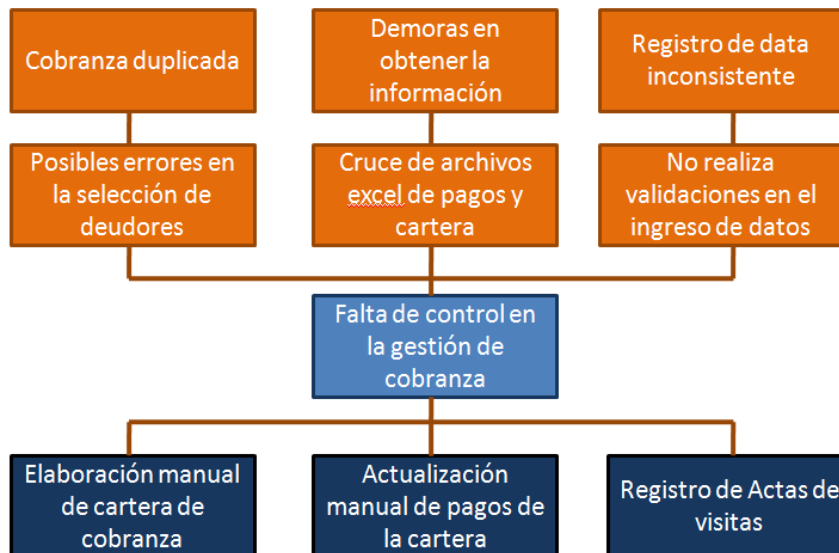 Cobranza duplicada
Demoras en
obtener la
información
Registro de data
inconsistente
Posibles errores en
la selección de
deudores
Cruce de archivos
excel de pagos y
cartera
No realiza
validaciones en el
ingreso de datos
Falta de control en
la gestión de
cobranza
Elaboración manual
de cartera de
cobranza
Actualización
manual de pagos de
la cartera
Registro de Actas de
visitas